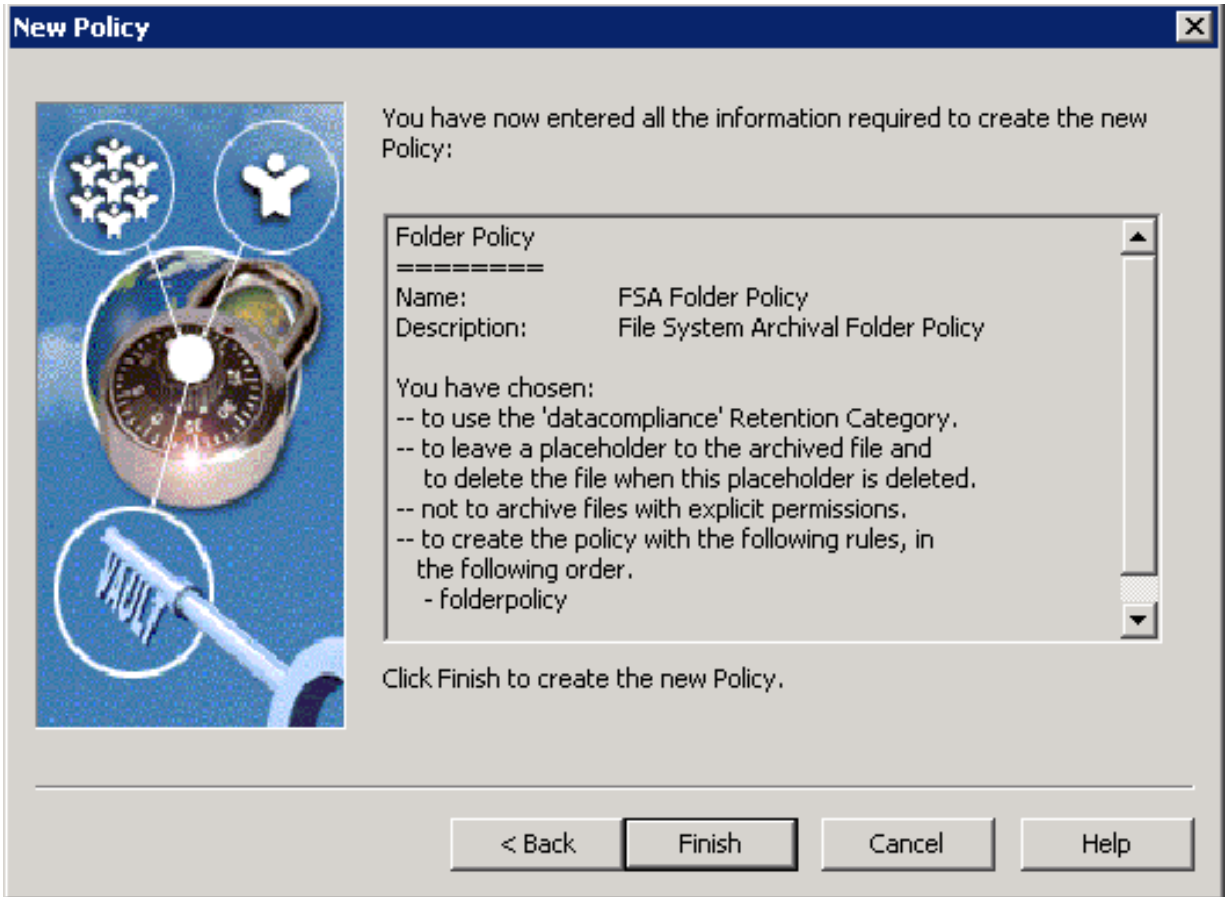 New Policy
You have now entered all the information required to create the new
Policy:
Folder Policy
========
Name: FSA Folder Policy
Description: File System Archival Folder Policy
You have chosen:
-- to use the 'datacompliance' Retention Category.
-- to leave a placeholder to the archived file and
to delete the file when this placeholder is deleted.
-- not to archive files with explicit permissions.
-- to create the policy with the following rules, in
the following order.
- folderpolicy
VAULT
Click Finish to create the new Policy.
< Back
Finish
Cancel
Help